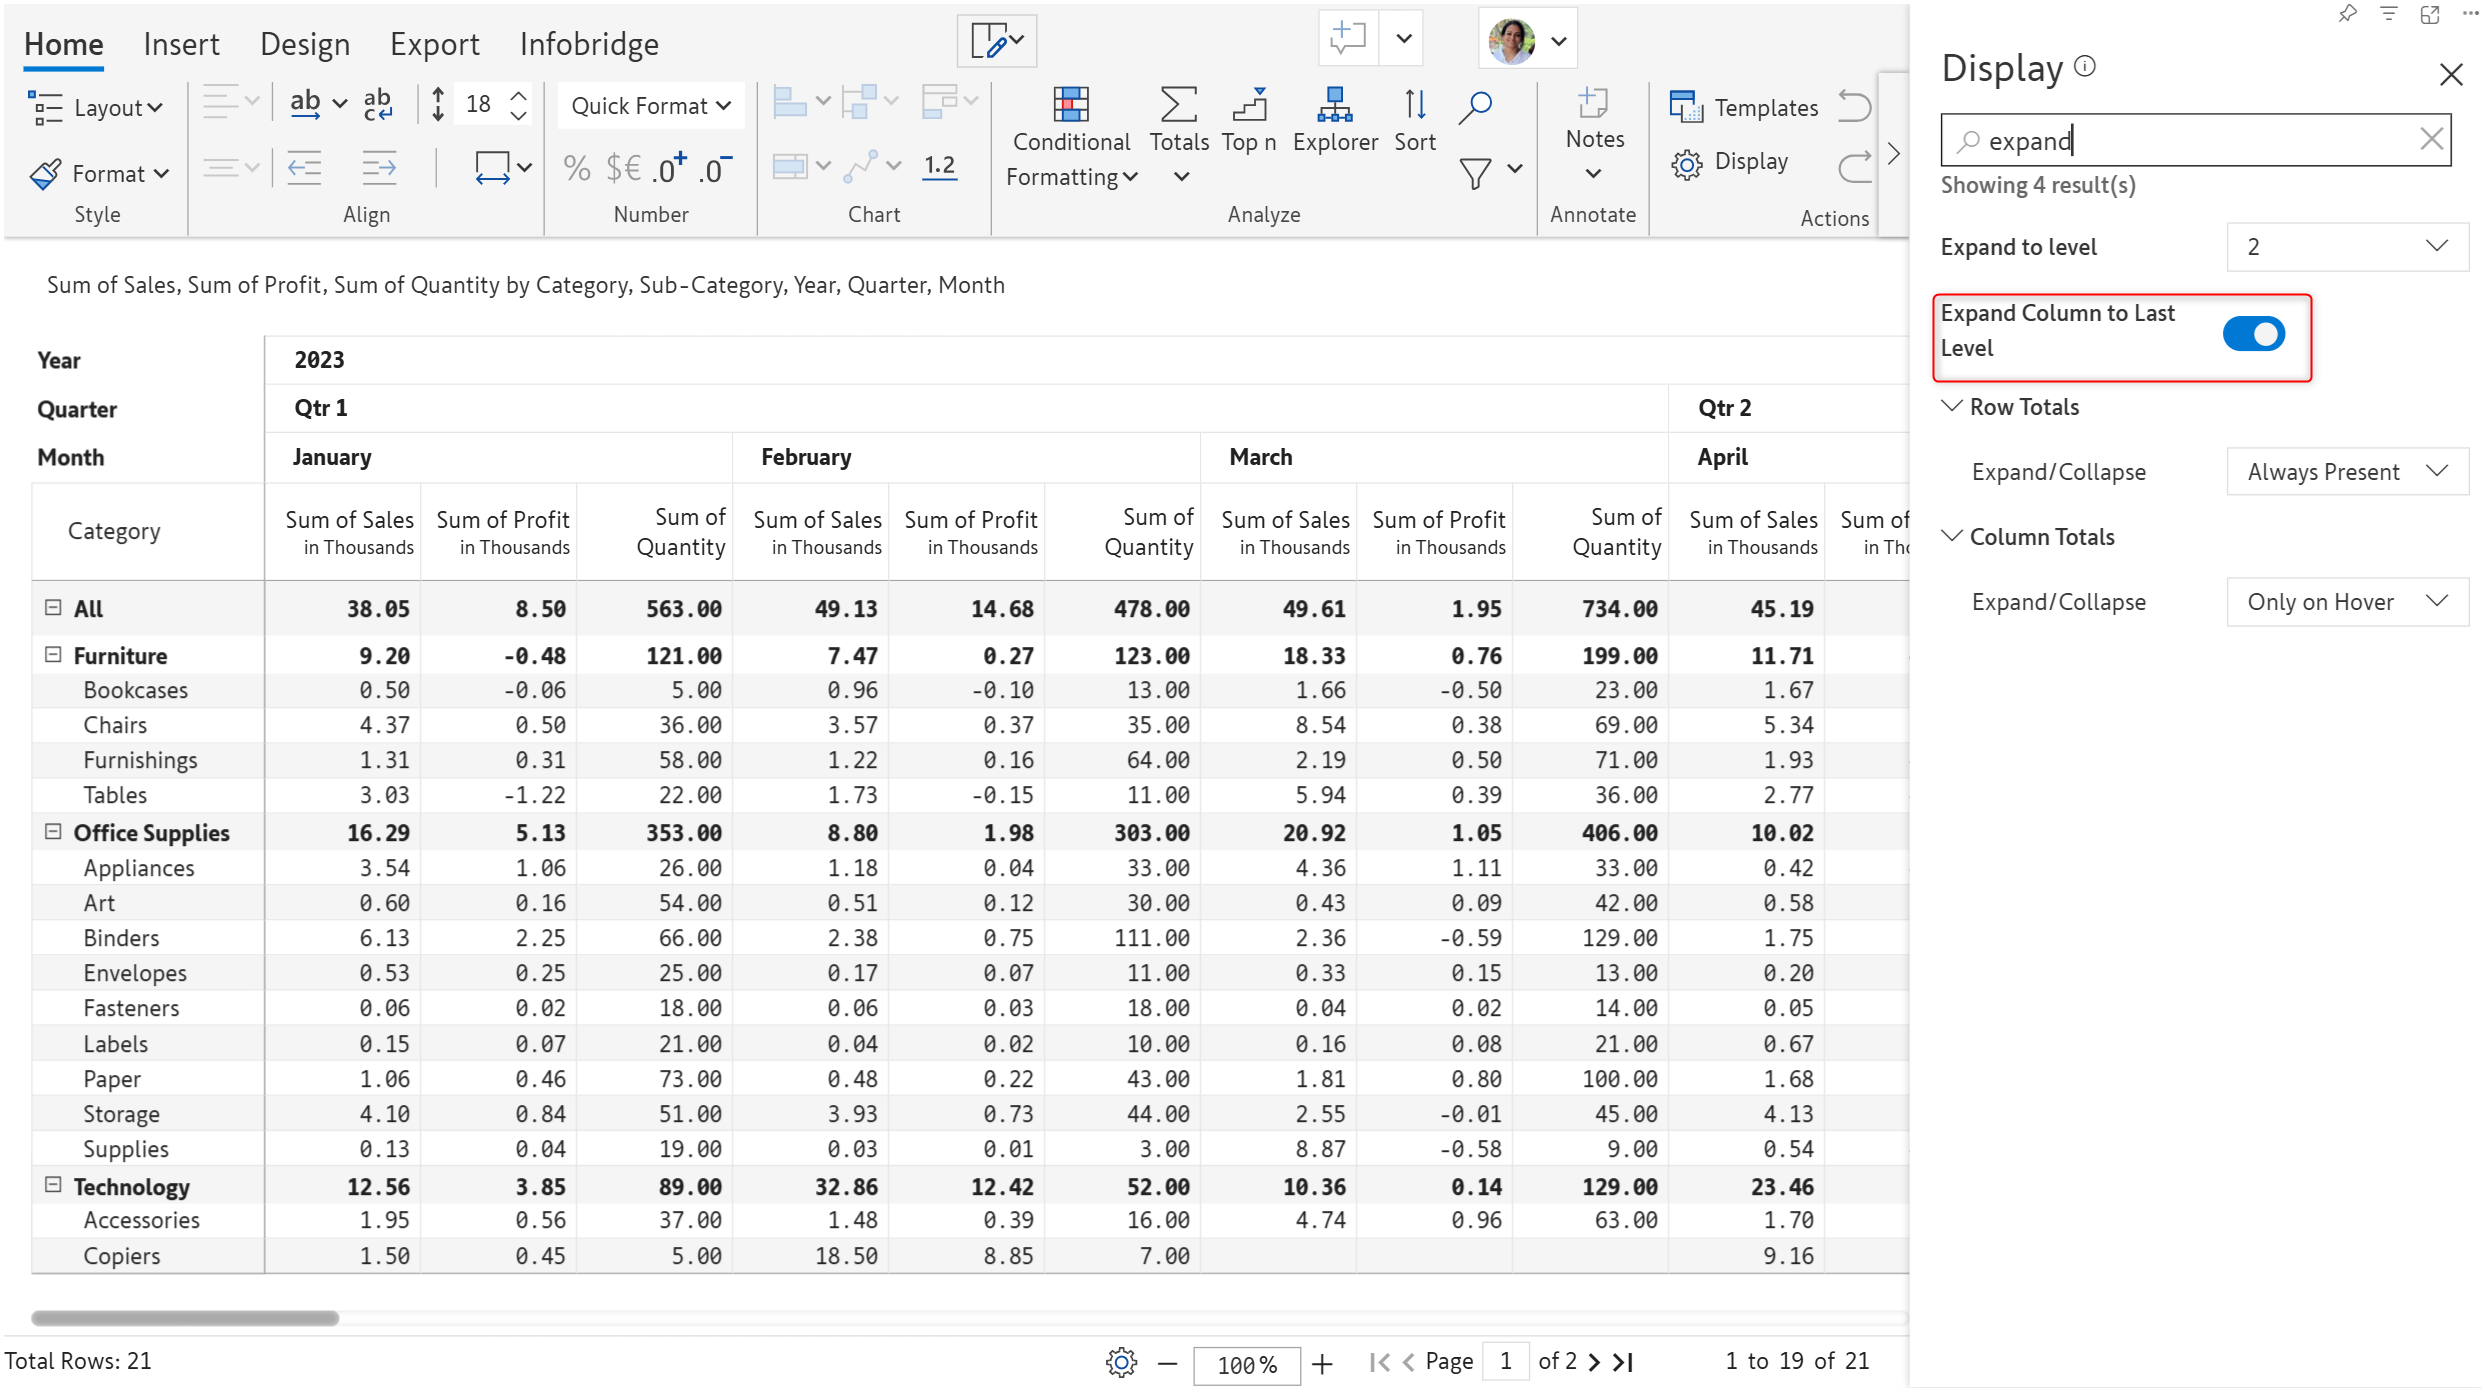 Home Insert Design Export Infobridge
Layout ab ab c 18 Quick Format Conditional Formatting Totals Top n Explorer Sort Notes Templates
Format % $€ .0+ .0- 1.2 Display
Style Align Number Chart Analyze Annotate Actions
Sum of Sales, Sum of Profit, Sum of Quantity by Category, Sub-Category, Year, Quarter, Month
Year 2023
Quarter Qtr 1 Qtr 2
Month January February March April
Category Sum of Sales in Thousands Sum of Profit in Thousands Sum of Quantity Sum of Sales in Thousands Sum of Profit in Thousands Sum of Quantity Sum of Sales in Thousands Sum of Profit in Thousands Sum of Quantity Sum of Sales in Thousands Sum of in Tho
All 38.05 8.50 563.00 49.13 14.68 478.00 49.61 1.95 734.00 45.19
Furniture 9.20 -0.48 121.00 7.47 0.27 123.00 18.33 0.76 199.00 11.71
Bookcases 0.50 -0.06 5.00 0.96 -0.10 13.00 1.66 -0.50 23.00 1.67
Chairs 4.37 0.50 36.00 3.57 0.37 35.00 8.54 0.38 69.00 5.34
Furnishings 1.31 0.31 58.00 1.22 0.16 64.00 2.19 0.50 71.00 1.93
Tables 3.03 -1.22 22.00 1.73 -0.15 11.00 5.94 0.39 36.00 2.77
Office Supplies 16.29 5.13 353.00 8.80 1.98 303.00 20.92 1.05 406.00 10.02
Appliances 3.54 1.06 26.00 1.18 0.04 33.00 4.36 1.11 33.00 0.42
Art 0.60 0.16 54.00 0.51 0.12 30.00 0.43 0.09 42.00 0.58
Binders 6.13 2.25 66.00 2.38 0.75 111.00 2.36 -0.59 129.00 1.75
Envelopes 0.53 0.25 25.00 0.17 0.07 11.00 0.33 0.15 13.00 0.20
Fasteners 0.06 0.02 18.00 0.06 0.03 18.00 0.04 0.02 14.00 0.05
Labels 0.15 0.07 21.00 0.04 0.02 10.00 0.16 0.08 21.00 0.67
Paper 1.06 0.46 73.00 0.48 0.22 43.00 1.81 0.80 100.00 1.68
Storage 4.10 0.84 51.00 3.93 0.73 44.00 2.55 -0.01 45.00 4.13
Supplies 0.13 0.04 19.00 0.03 0.01 3.00 8.87 -0.58 9.00 0.54
Technology 12.56 3.85 89.00 32.86 12.42 52.00 10.36 0.14 129.00 23.46
Accessories 1.95 0.56 37.00 1.48 0.39 16.00 4.74 0.96 63.00 1.70
Copiers 1.50 0.45 5.00 18.50 8.85 7.00 9.16
Total Rows: 21 100% Page 1 of 2 1 to 19 of 21
Display
expand
Showing 4 result(s)
Expand to level 2
Expand Column to Last
Level
Row Totals
Expand/Collapse Always Present
Column Totals
Expand/Collapse Only on Hover